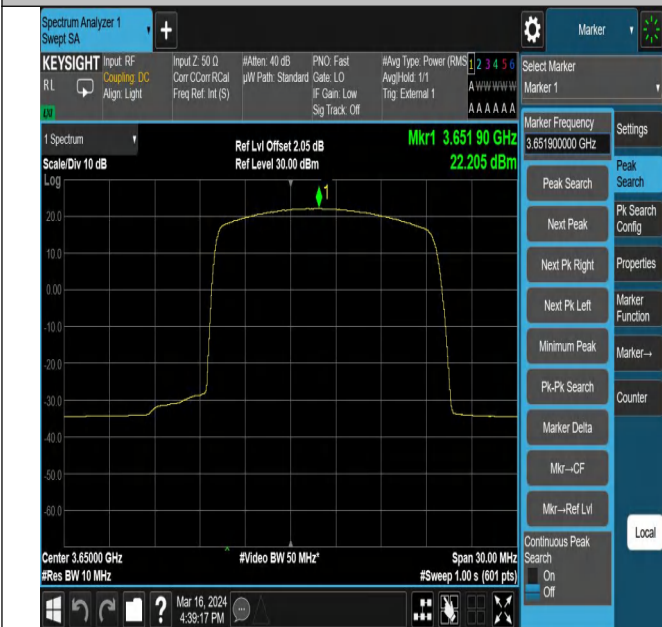 Spectrum Analyzer 1
Swept SA
+
Marker
KEYSIGHT
RL
Input: RF
Coupling: DC
Align: Light
Input Z: 50 Ω
Corr CCorr RCal
Freq Ref: Int (S)
#Atten: 40 dB
µW Path: Standard
PNO: Fast
Gate: LO
IF Gain: Low
Sig Track: Off
#Avg Type: Power (RMS
Avg|Hold: 1/1
Trig: External 1
1 2 3 4 5 6
A W W W W W
A A A A A A
Select Marker
Marker 1
1 Spectrum
Scale/Div 10 dB
Log
Ref Lvl Offset 2.05 dB
Ref Level 30.00 dBm
Mkr1 3.651 90 GHz
22.205 dBm
1
20.0
10.0
0.00
-10.0
-20.0
-30.0
-40.0
-50.0
-60.0
Center 3.65000 GHz
#Res BW 10 MHz
#Video BW 50 MHz*
Span 30.00 MHz
#Sweep 1.00 s (601 pts)
Marker Frequency
3.651900000 GHz
Peak Search
Next Peak
Next Pk Right
Next Pk Left
Minimum Peak
Pk-Pk Search
Marker Delta
Mkr→CF
Mkr→Ref Lvl
Continuous Peak
Search
On
Off
Settings
Peak
Search
Pk Search
Config
Properties
Marker
Function
Marker→
Counter
Local
?
Mar 16, 2024
4:39:17 PM